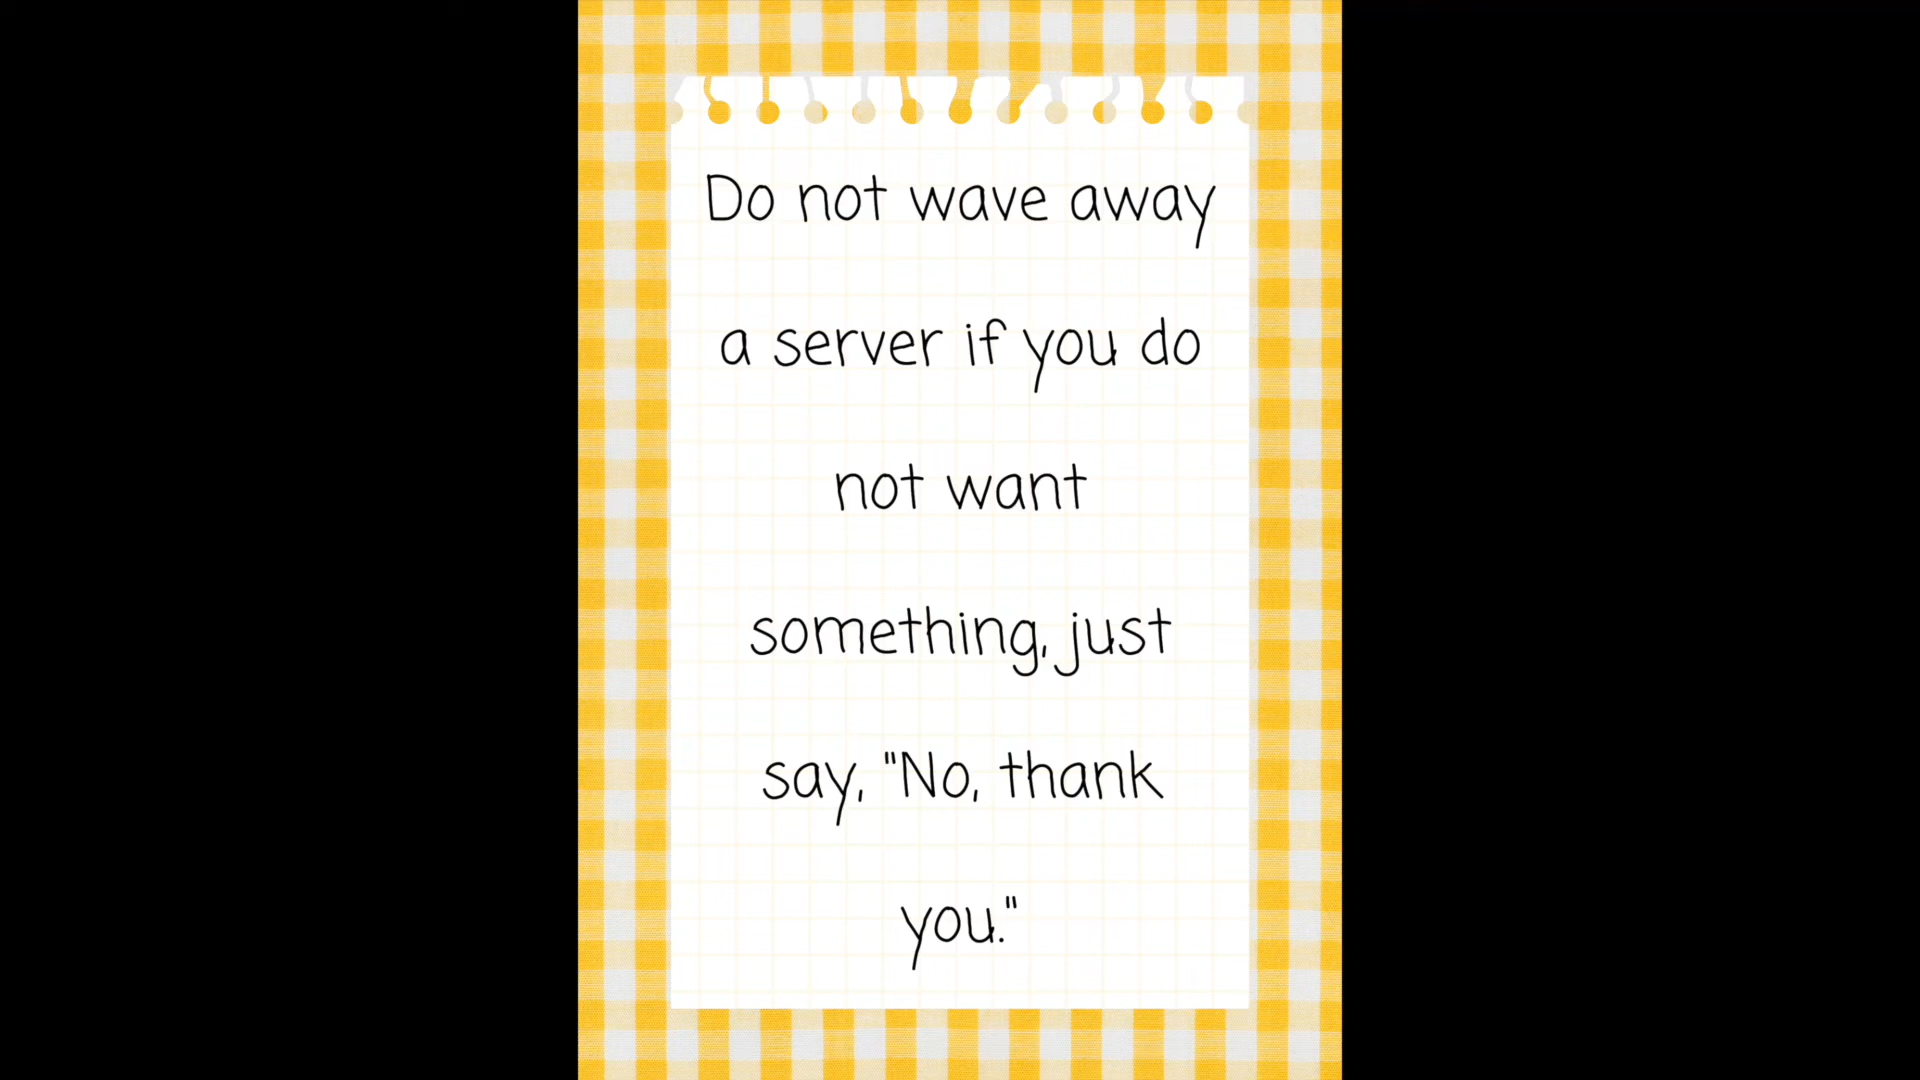 Do not wave away
a server if you do
not want
something, just
say, "No, thank
you."